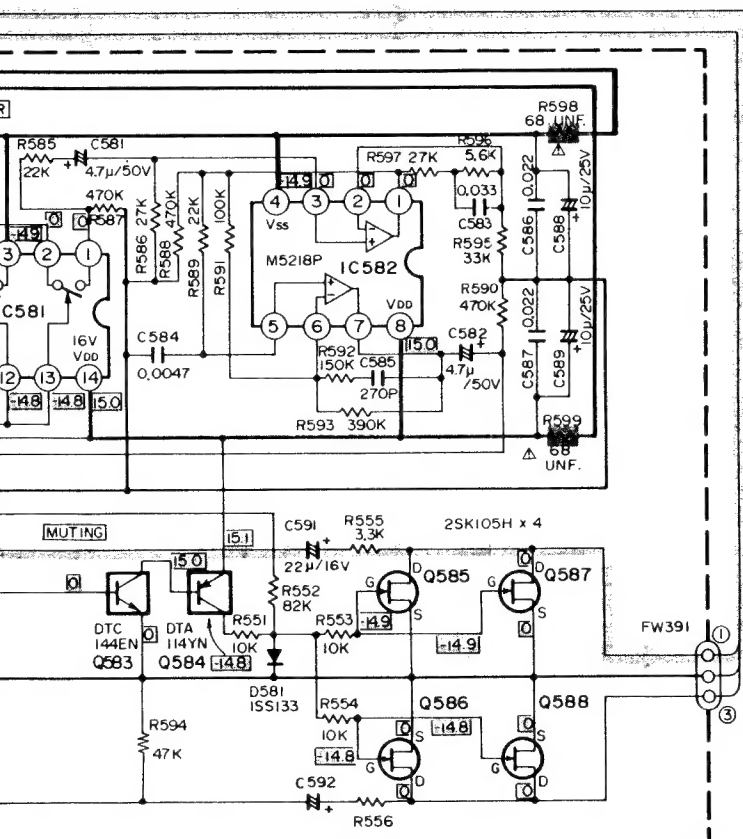 R598
68 UNF.
R
R585
22K
C581
4.7µ/50V
R597 27K
R596
5.6K
0.033
C583
0.022
C586
10µ/25V
C588
470K
R587
0
0
-14.9
3
2
1
27K
R586
470K
R588
22K
R589
100K
R591
-14.9
0
0
0
4
3
2
1
VSS
M5218P
IC582
VDD
5
6
7
8
R595
33K
R590
470K
0.022
C587
10µ/25V
C589
C581
16V
VDD
12
13
14
-14.8
-14.8
15.0
C584
0.0047
R592
150K
C585
270P
R593 390K
15.0
C582
4.7µ
/50V
R599
68
UNF.
MUTING
15.1
C591
22µ/16V
R555
3.3K
2SK105H x 4
0
15.0
DTC
144EN
Q583
0
DTA
114YN
Q584
-14.8
R551
10K
R552
82K
R553
10K
D581
1SS133
G
D
S
Q585
0
-14.9
G
D
S
Q587
0
0
-14.9
FW391
1
3
R594
47K
R554
10K
-14.8
Q586
0
S
G
D
0
-14.8
Q588
0
S
G
D
0
C592
R556